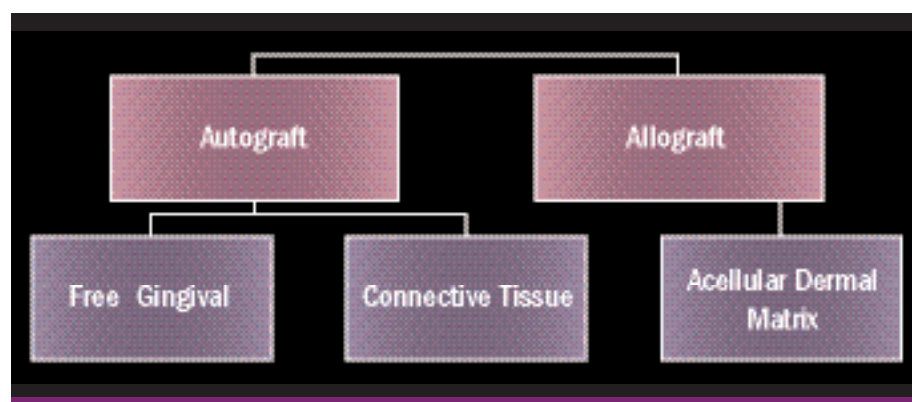 Autograft
Allograft
Free Gingival
Connective Tissue
Acellular Dermal
Matrix